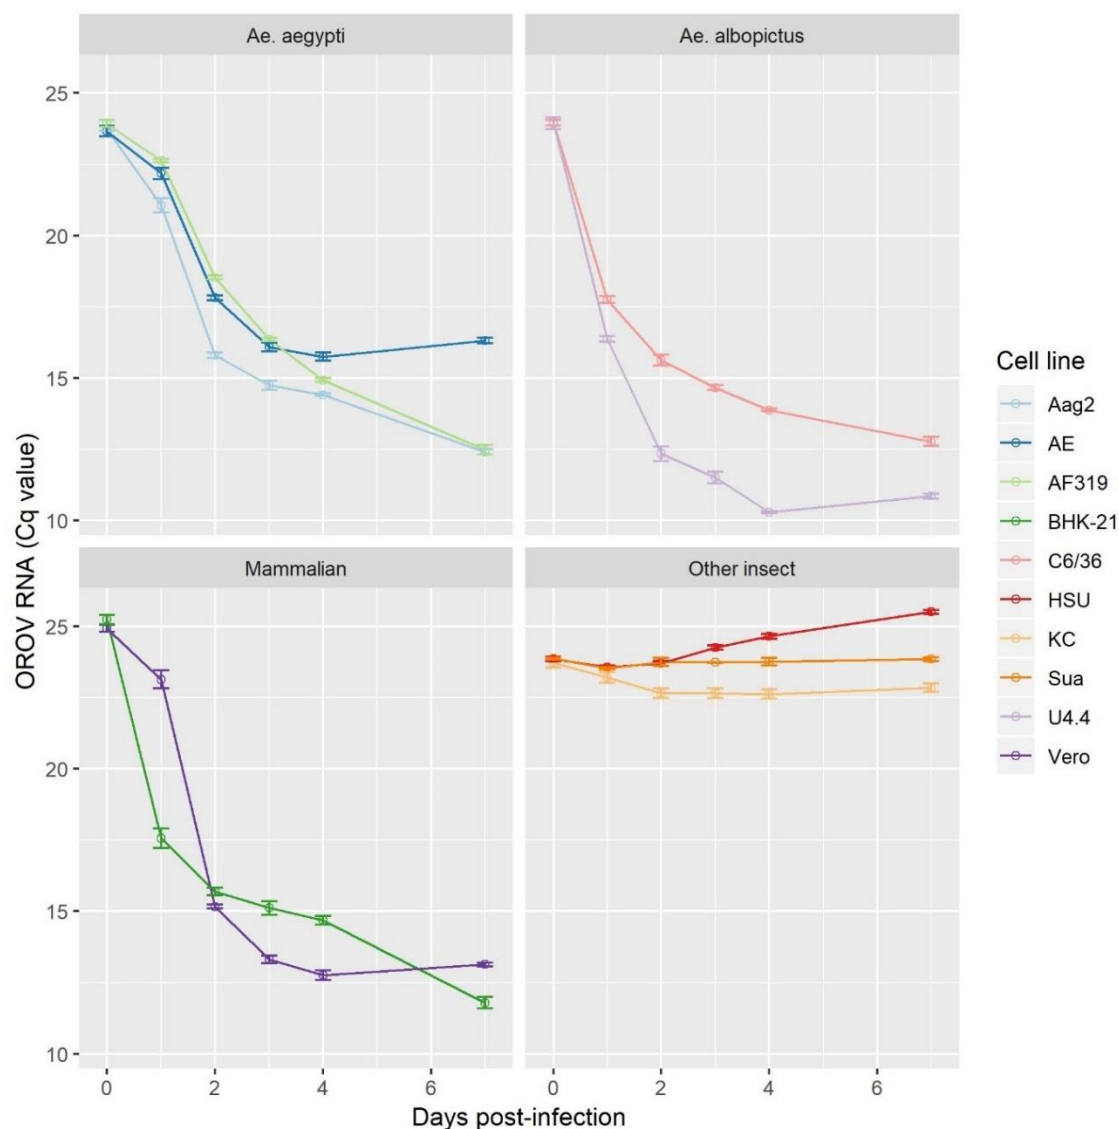 Ae. aegypti
Ae. albopictus
25
20
15
10
Mammalian
Other insect
25
20
15
10
0
2
4
6
0
2
4
6
Days post-infection
OROV RNA (Cq value)
Cell line
Aag2
AE
AF319
BHK-21
C6/36
HSU
KC
Sua
U4.4
Vero